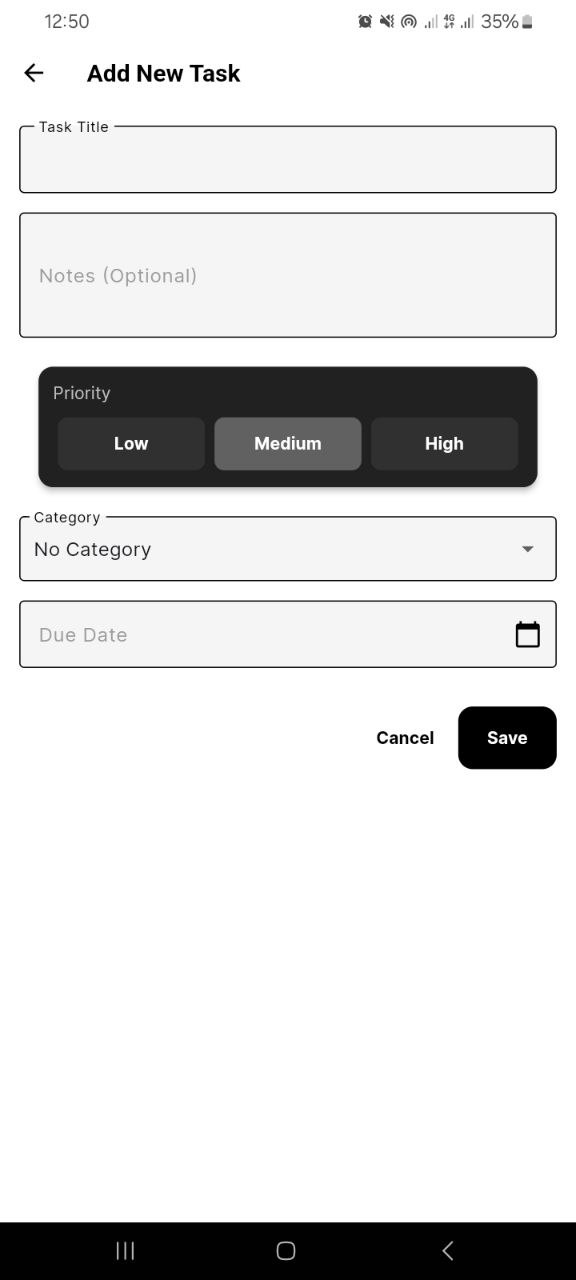 12:50 4G 35%
Add New Task
Task Title
Notes (Optional)
Priority
Low Medium High
Category
No Category
Due Date
Cancel Save